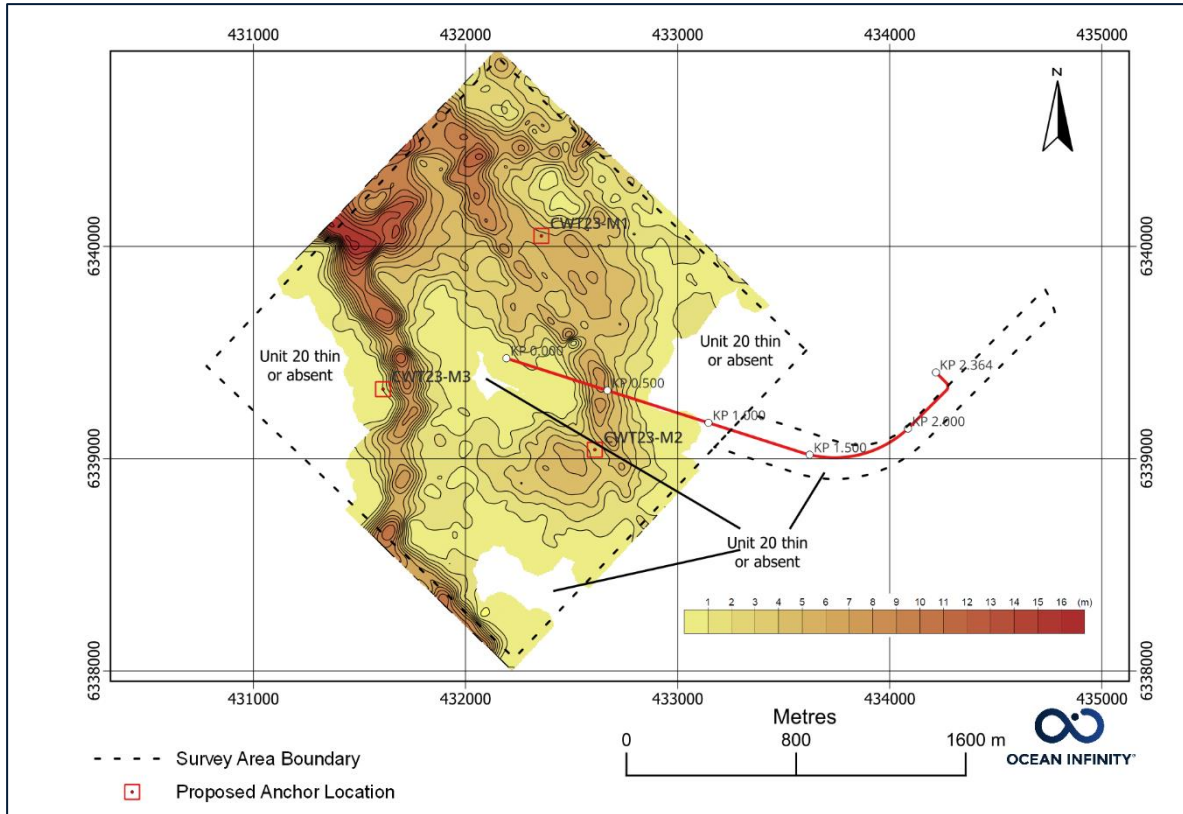 431000 432000 433000 434000 435000
N
6340000
6340000
CWT23-M1
Unit 20 thin
or absent
Unit 20 thin
or absent
KP 0.000
KP 2.364
CWT23-M3
KP 0.500
KP 1.000
KP 2.000
CWT23-M2
KP 1.500
6339000
6339000
Unit 20 thin
or absent
1 2 3 4 5 6 7 8 9 10 11 12 13 14 15 16 (m)
6338000
6338000
431000 432000 433000 434000 435000
Metres
0 800 1600 m
OCEAN INFINITY
Survey Area Boundary
Proposed Anchor Location